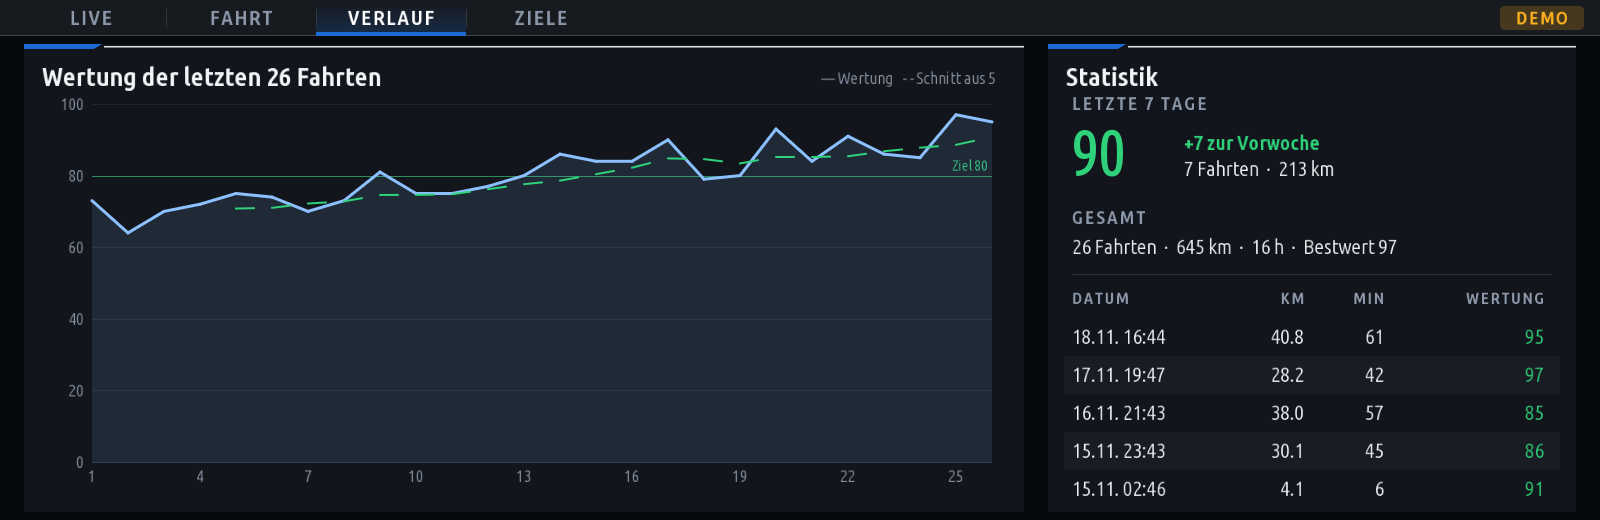 LIVE FAHRT VERLAUF ZIELE DEMO
Wertung der letzten 26 Fahrten
Wertung Schnitt aus 5
100
80
60
40
20
0
Ziel 80
1 4 7 10 13 16 19 22 25
Statistik
LETZTE 7 TAGE
90
+7 zur Vorwoche
7 Fahrten · 213 km
GESAMT
26 Fahrten · 645 km · 16 h · Bestwert 97
DATUM KM MIN WERTUNG
18.11. 16:44 40.8 61 95
17.11. 19:47 28.2 42 97
16.11. 21:43 38.0 57 85
15.11. 23:43 30.1 45 86
15.11. 02:46 4.1 6 91